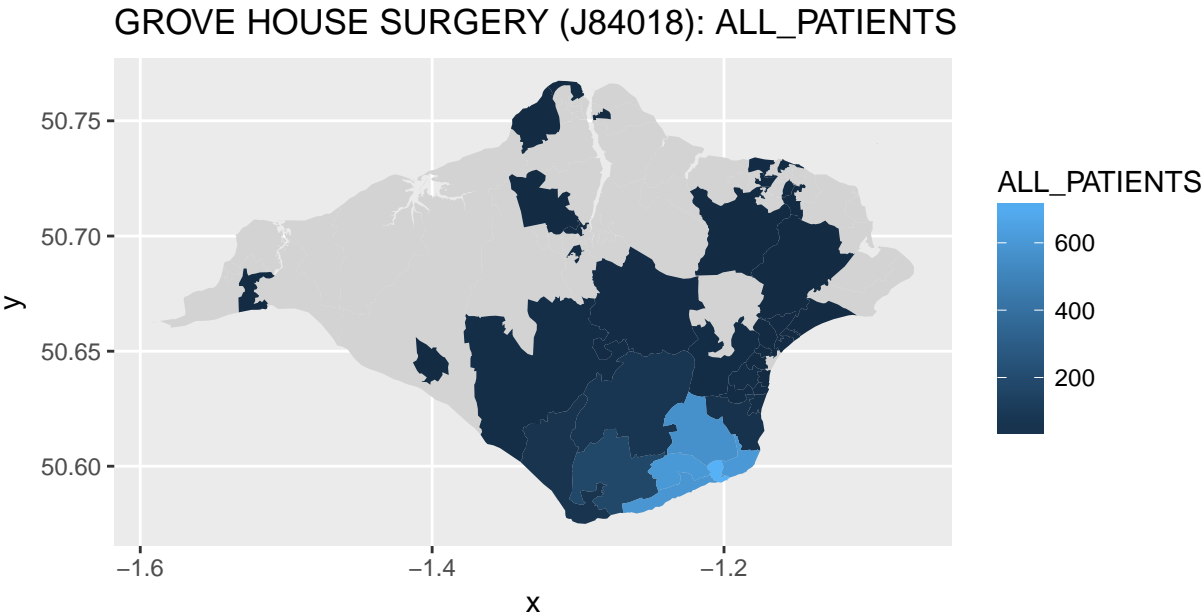 GROVE HOUSE SURGERY (J84018): ALL_PATIENTS
50.75
50.70
50.65
50.60
y
−1.6
−1.4
−1.2
x
ALL_PATIENTS
600
400
200